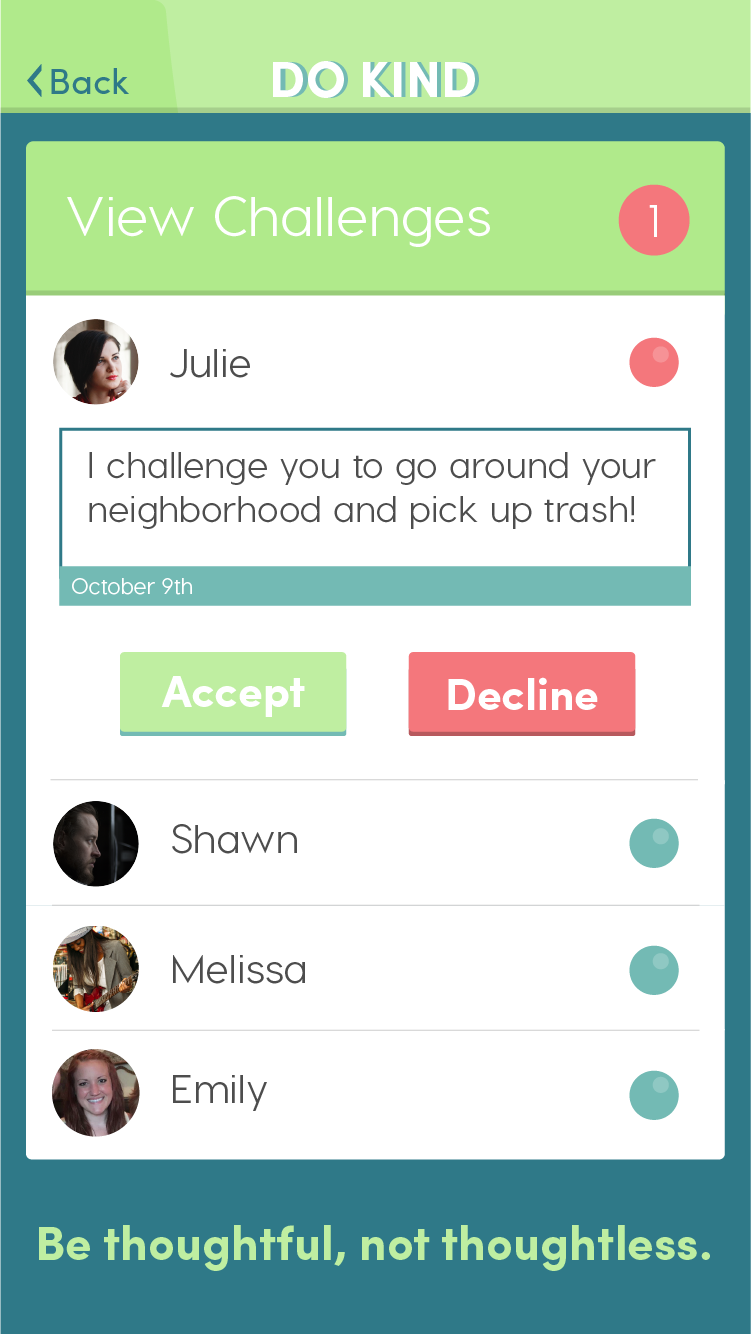 Back
DO KIND
View Challenges
1
Julie
I challenge you to go around your
neighborhood and pick up trash!
October 9th
Accept
Decline
Shawn
Melissa
Emily
Be thoughtful, not thoughtless.